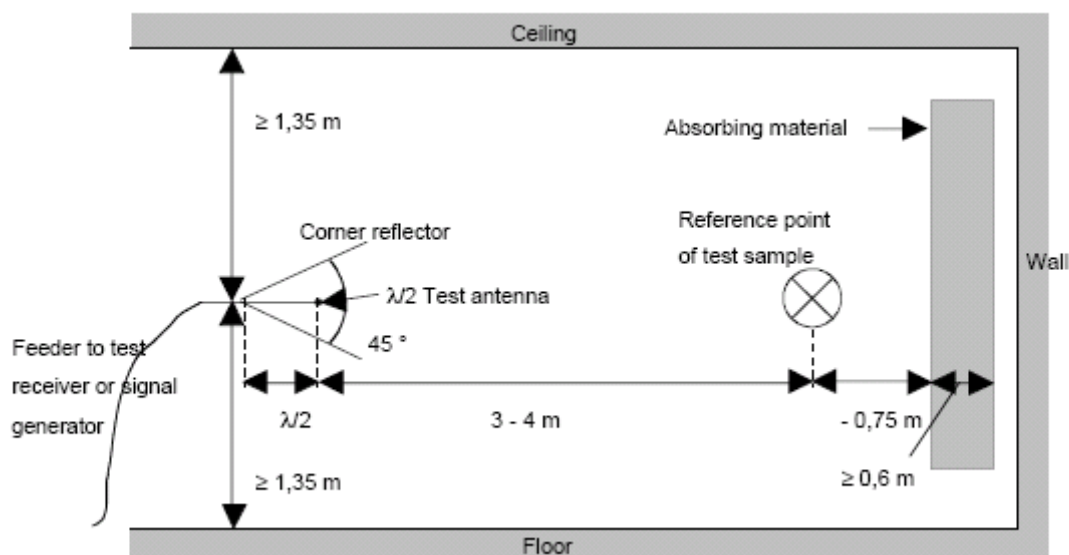 Ceiling
≥ 1,35 m
Absorbing material
Corner reflector
Reference point
of test sample
Wall
λ/2 Test antenna
45 °
Feeder to test
receiver or signal
generator
λ/2
3 - 4 m
- 0,75 m
≥ 0,6 m
≥ 1,35 m
Floor